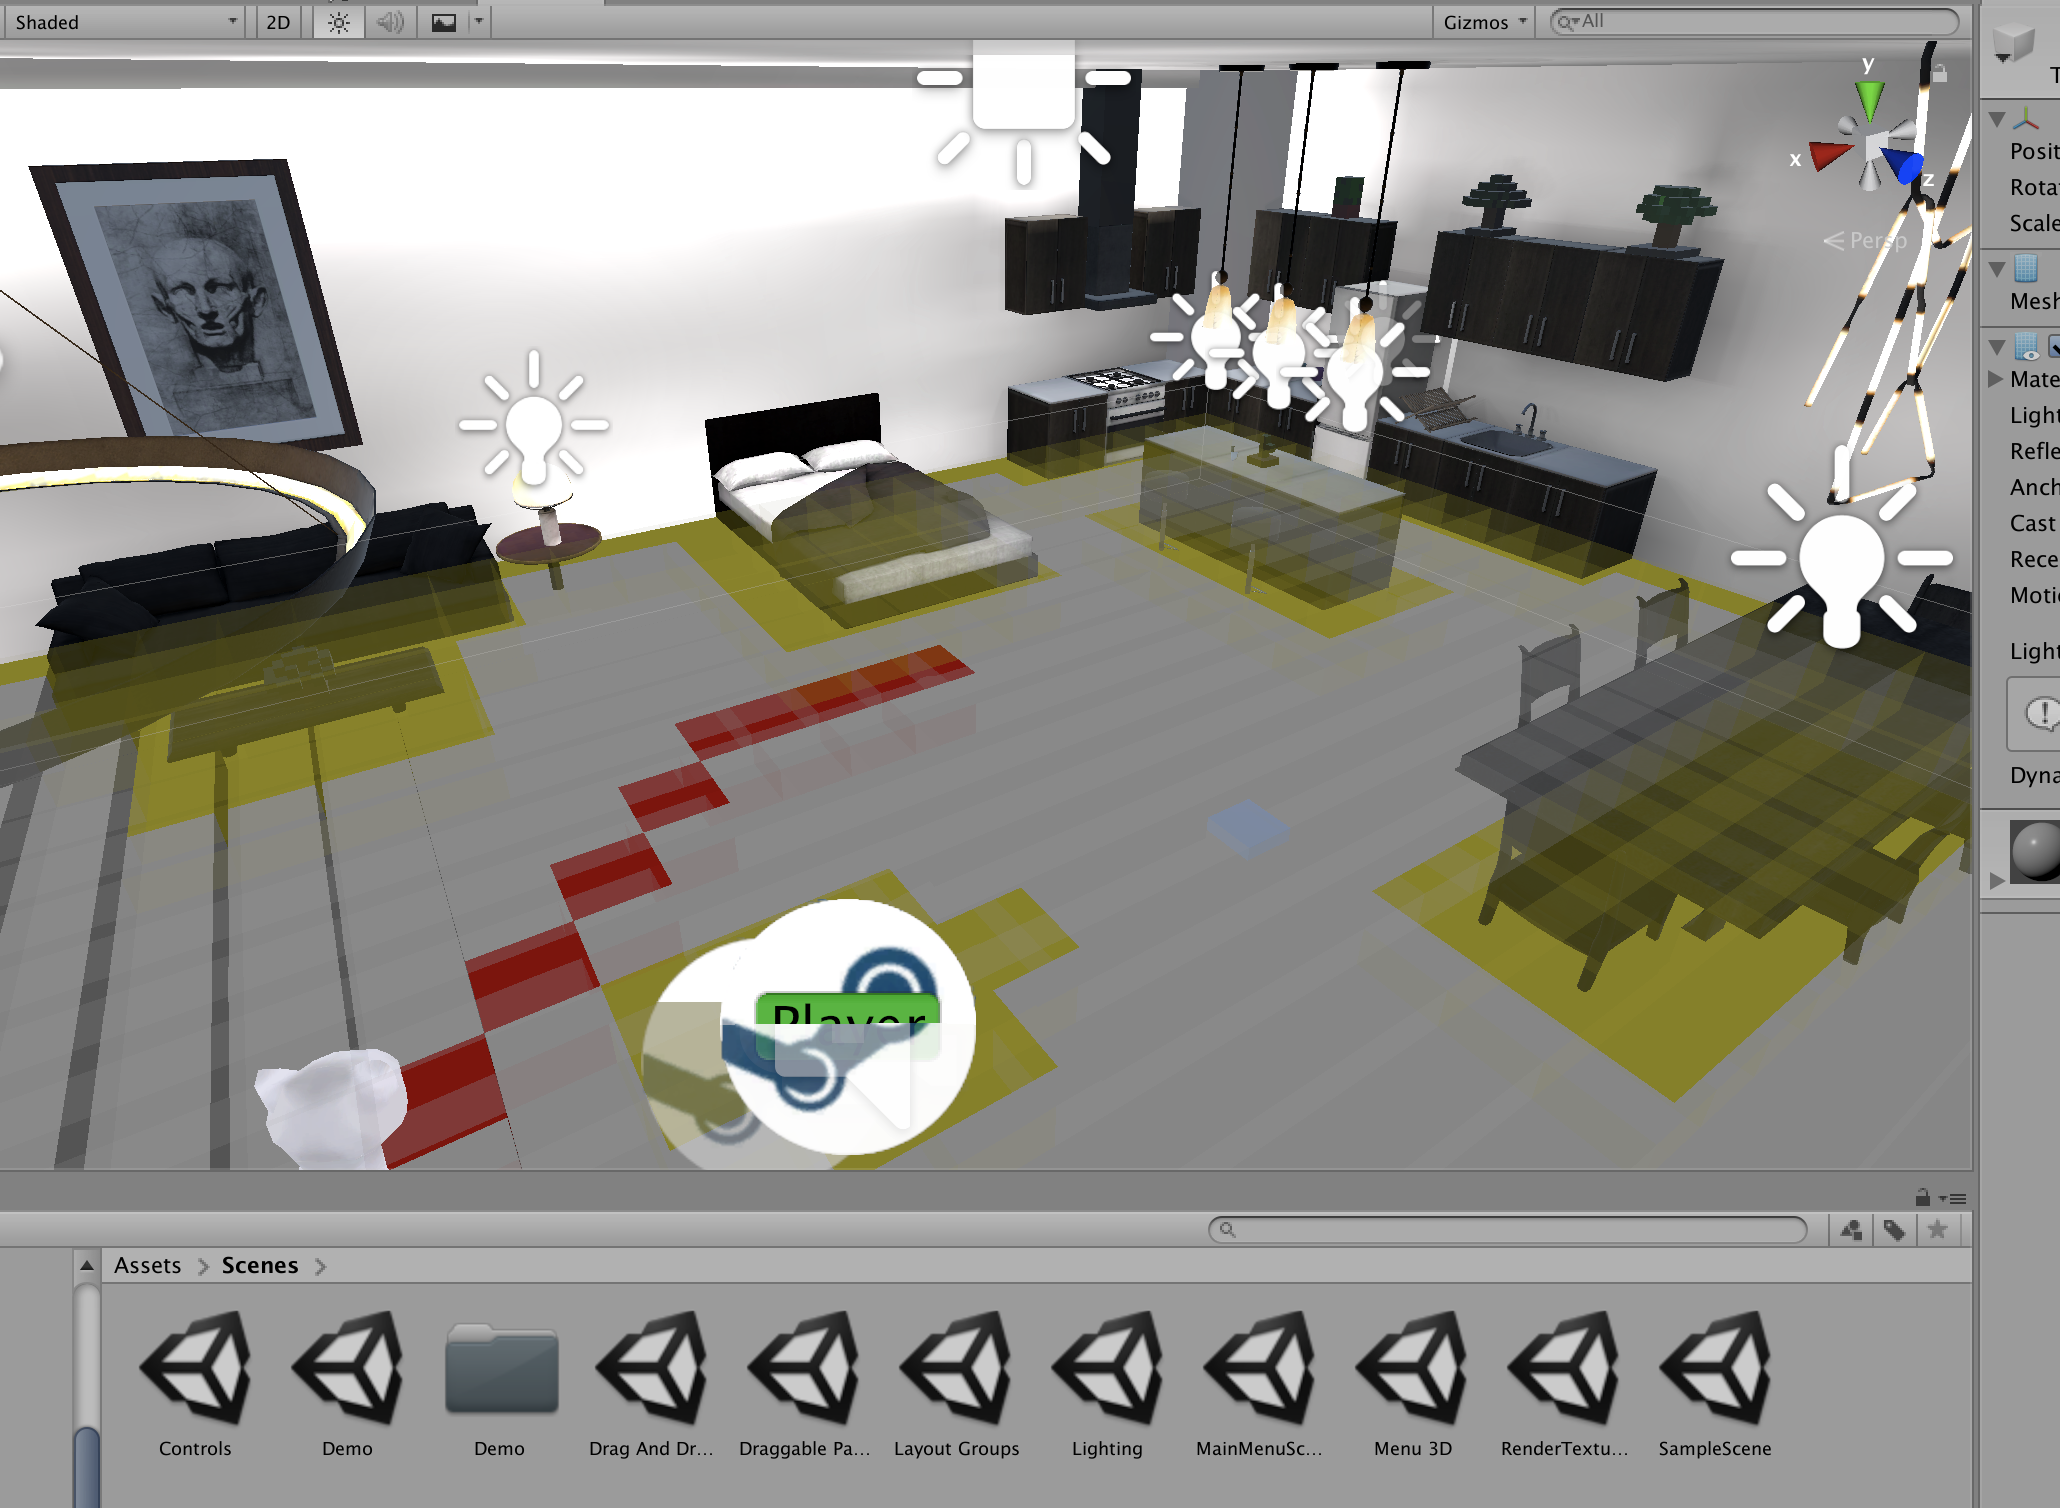 Shaded
2D
Gizmos
All
y
x
z
Persp
Player
T
Posit
Rota
Scale
Mesh
Mate
Light
Refle
Anch
Cast
Rece
Motio
Light
Dyna
Assets
Scenes
Controls
Demo
Demo
Drag And Dr...
Draggable Pa...
Layout Groups
Lighting
MainMenuSc...
Menu 3D
RenderTextu...
SampleScene